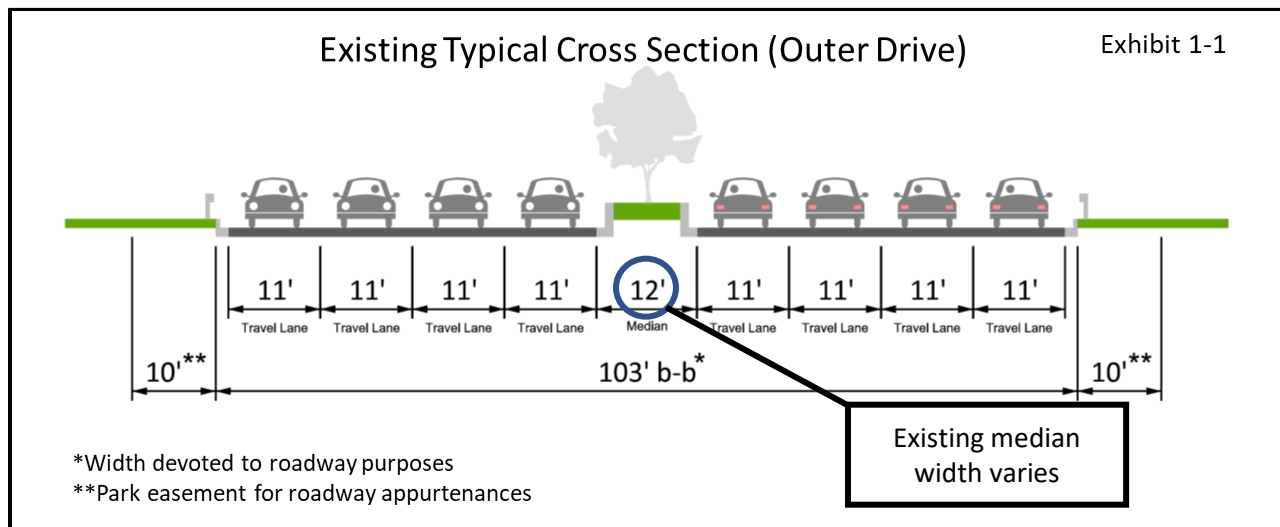 Existing Typical Cross Section (Outer Drive)
Exhibit 1-1
11' 11' 11' 11' 12' 11' 11' 11' 11'
Travel Lane Travel Lane Travel Lane Travel Lane Median Travel Lane Travel Lane Travel Lane Travel Lane
10'** 103' b-b* 10'**
Existing median
width varies
*Width devoted to roadway purposes
**Park easement for roadway appurtenances